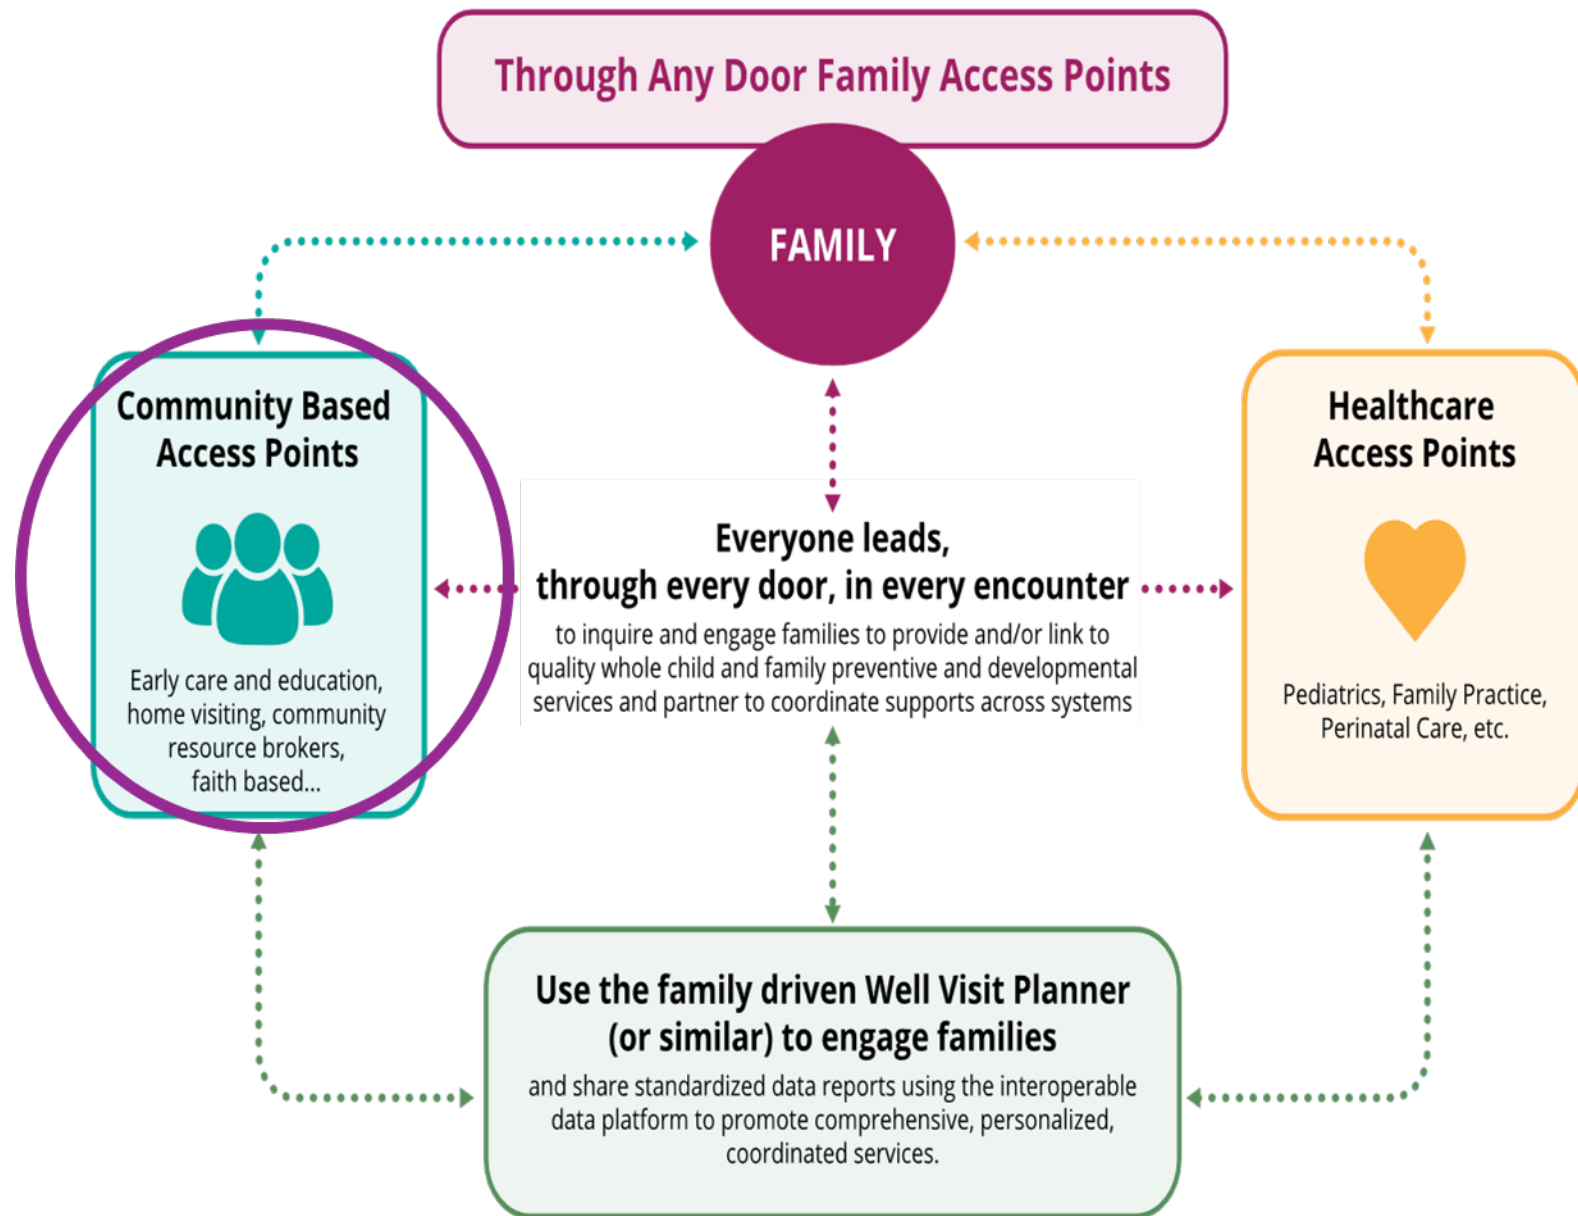 Through Any Door Family Access Points
FAMILY
Community Based
Access Points
Early care and education,
home visiting, community
resource brokers,
faith based...
Everyone leads,
through every door, in every encounter
to inquire and engage families to provide and/or link to
quality whole child and family preventive and developmental
services and partner to coordinate supports across systems
Healthcare
Access Points
Pediatrics, Family Practice,
Perinatal Care, etc.
Use the family driven Well Visit Planner
(or similar) to engage families
and share standardized data reports using the interoperable
data platform to promote comprehensive, personalized,
coordinated services.